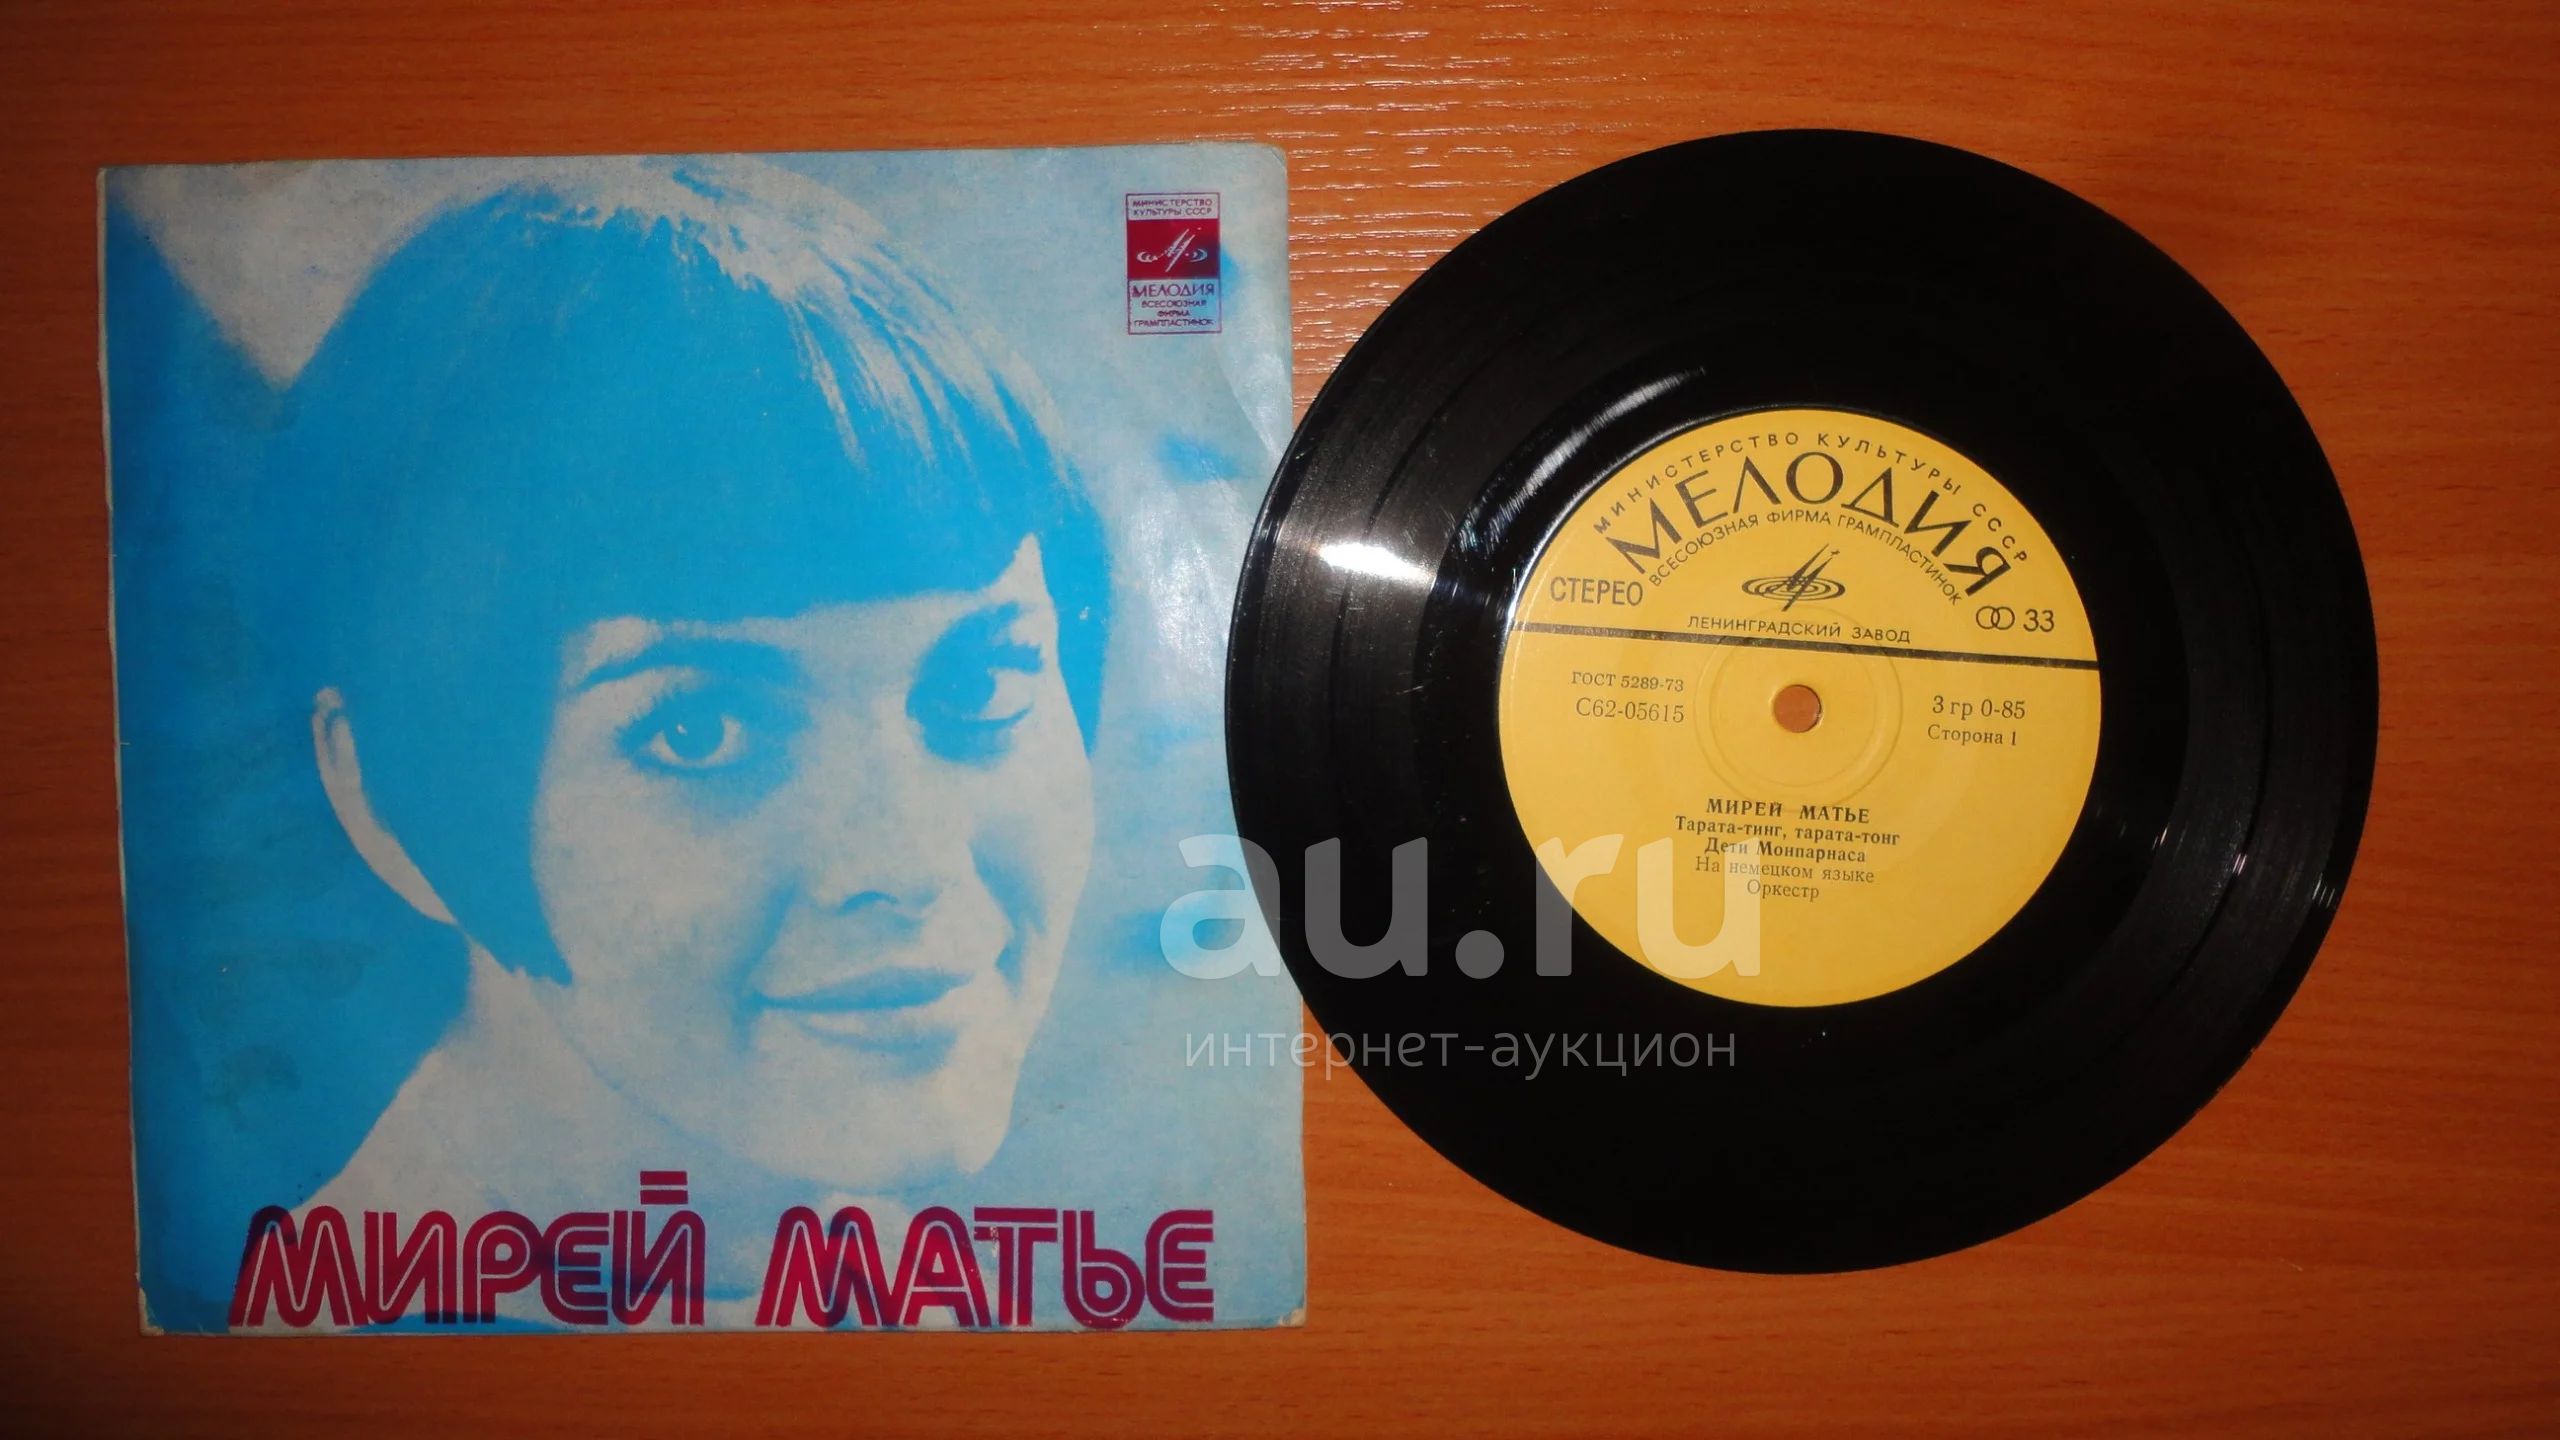 МИНИСТЕРСТВО
КУЛЬТУРЫ СССР
МЕЛОДИЯ
ВСЕСОЮЗНАЯ
ФИРМА
ГРАМПЛАСТИНОК
МИРЕЙ МАТЬЕ
МИНИСТЕРСТВО КУЛЬТУРЫ СССР
МЕЛОДИЯ
ВСЕСОЮЗНАЯ ФИРМА ГРАМПЛАСТИНОК
СТЕРЕО
33
ЛЕНИНГРАДСКИЙ ЗАВОД
ГОСТ 5289-73
С62-05615
3 гр 0-85
Сторона 1
МИРЕЙ МАТЬЕ
Тарата-тинг, тарата-тонг
Дети Монпарнаса
На немецком языке
Оркестр
au.ru
интернет-аукцион